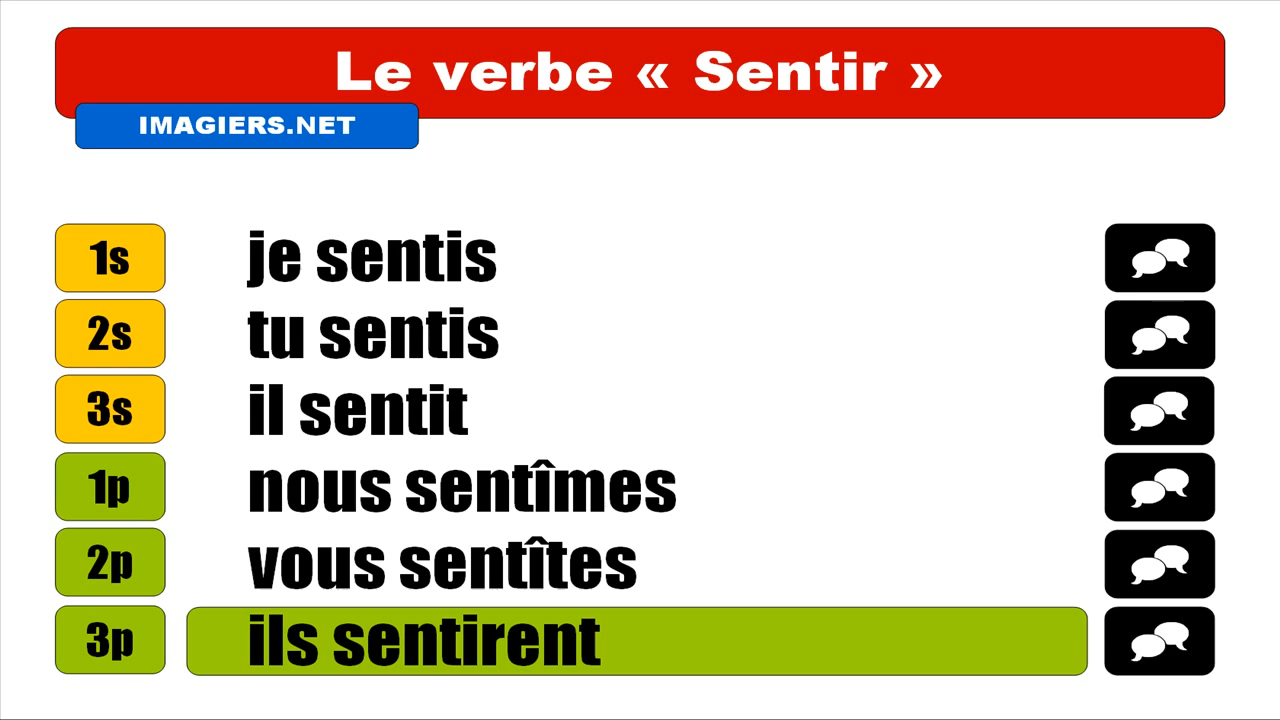 Le verbe « Sentir »
IMAGIERS.NET
1s je sentis
2s tu sentis
3s il sentit
1p nous sentîmes
2p vous sentîtes
3p ils sentirent